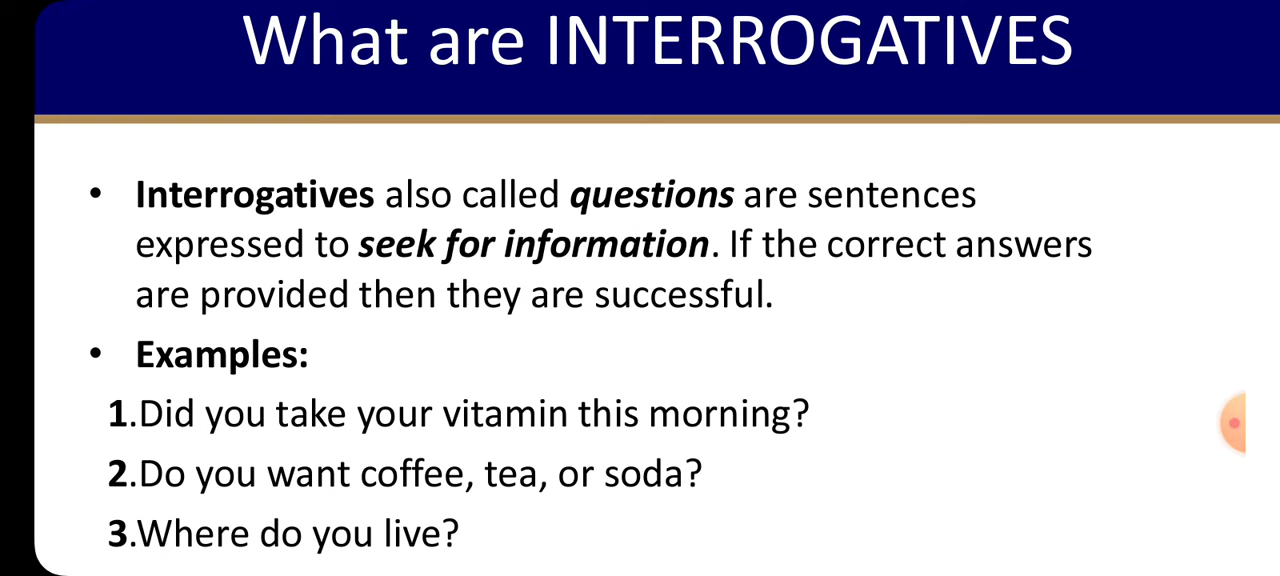 What are INTERROGATIVES
• Interrogatives also called questions are sentences
expressed to seek for information. If the correct answers
are provided then they are successful.
• Examples:
1.Did you take your vitamin this morning?
2.Do you want coffee, tea, or soda?
3.Where do you live?